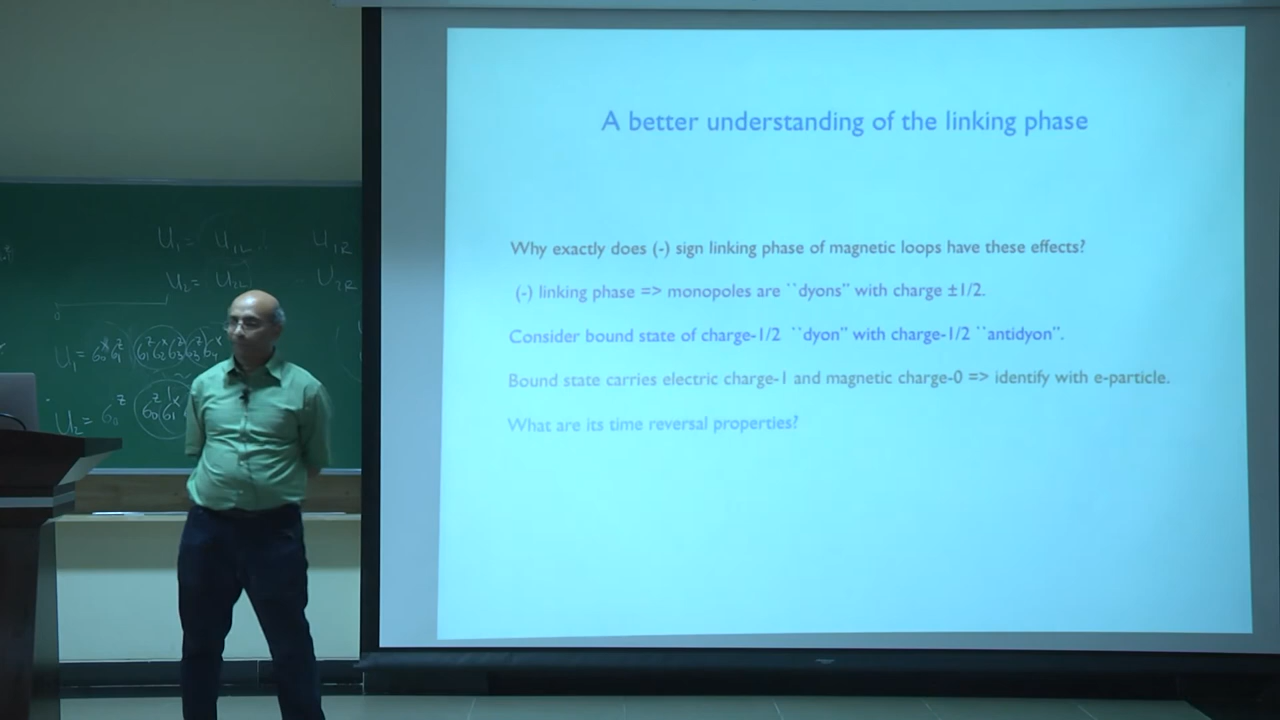 A better understanding of the linking phase
Why exactly does (-) sign linking phase of magnetic loops have these effects?
(-) linking phase => monopoles are ``dyons" with charge ±1/2.
Consider bound state of charge-1/2 ``dyon" with charge-1/2 ``antidyon".
Bound state carries electric charge-1 and magnetic charge-0 => identify with e-particle.
What are its time reversal properties?
U₁ = U₁L U₁R
U₂ = U₂L U₂R
U₁ =
U₂ =